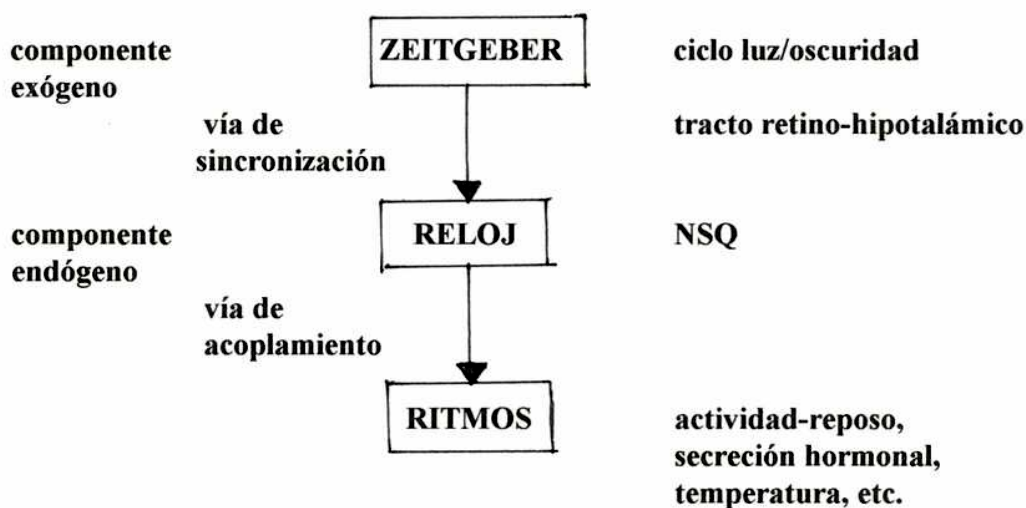 componente
exógeno
ZEITGEBER
ciclo luz/oscuridad
vía de
sincronización
tracto retino-hipotalámico
componente
endógeno
RELOJ
NSQ
vía de
acoplamiento
RITMOS
actividad-reposo,
secreción hormonal,
temperatura, etc.